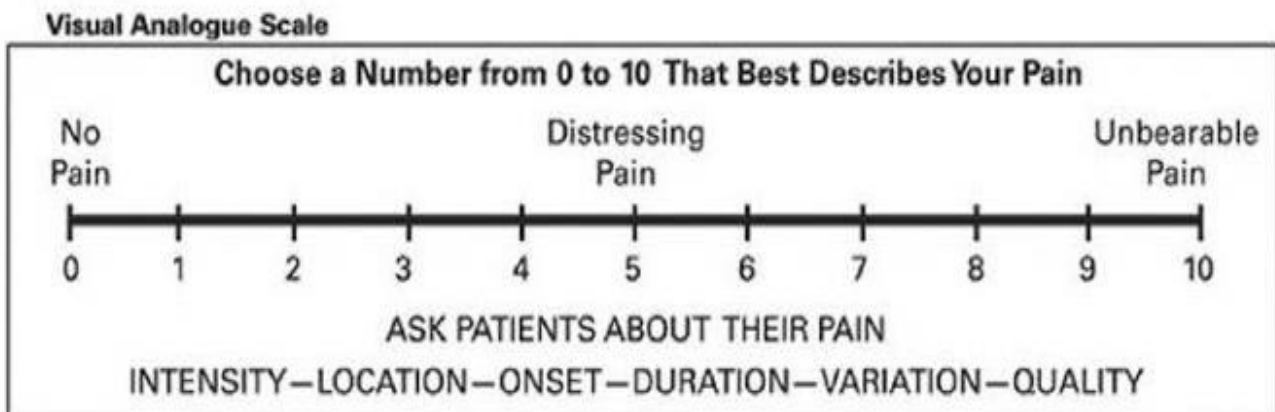 Visual Analogue Scale
Choose a Number from 0 to 10 That Best Describes Your Pain
No Pain
Distressing Pain
Unbearable Pain
0 1 2 3 4 5 6 7 8 9 10
ASK PATIENTS ABOUT THEIR PAIN
INTENSITY—LOCATION—ONSET—DURATION—VARIATION—QUALITY